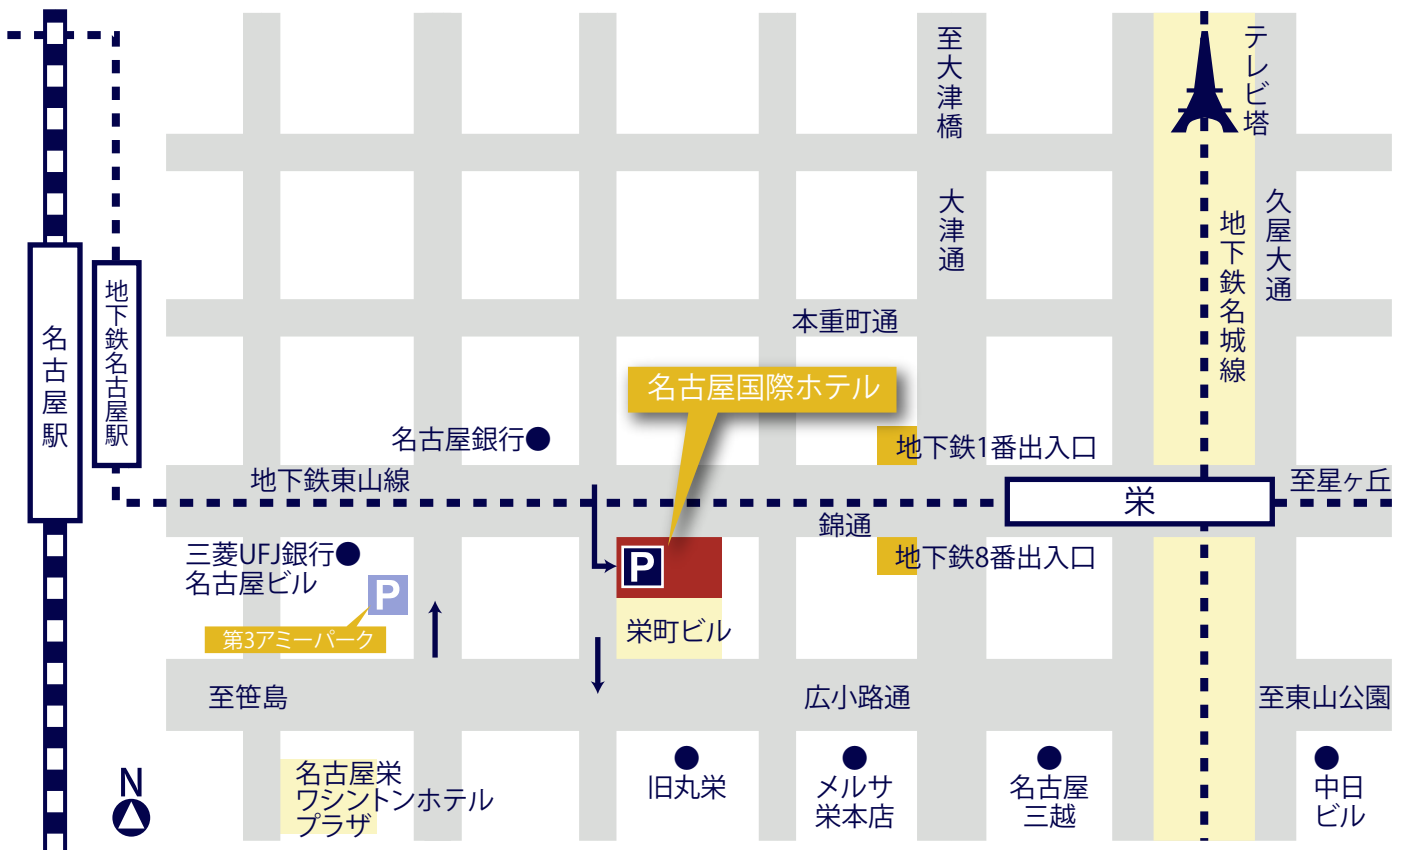 至大津橋
テレビ塔
大津通
久屋大通
地下鉄名城線
地下鉄名古屋駅
名古屋駅
本重町通
名古屋国際ホテル
名古屋銀行
地下鉄1番出入口
地下鉄東山線
至星ヶ丘
栄
錦通
三菱UFJ銀行
名古屋ビル
地下鉄8番出入口
P
P
第3アミーパーク
栄町ビル
至笹島
広小路通
至東山公園
N
名古屋栄
ワシントンホテル
プラザ
旧丸栄
メルサ
栄本店
名古屋
三越
中日
ビル